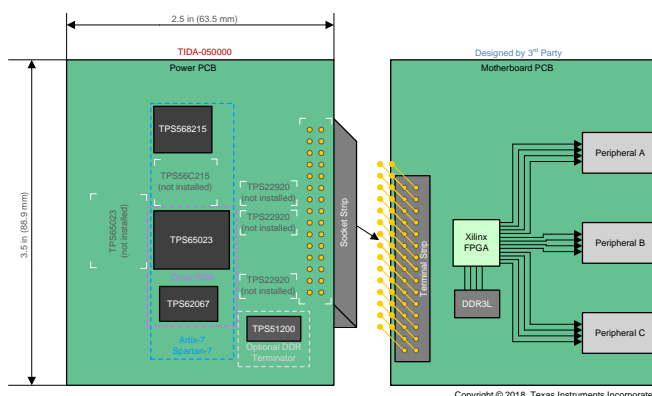 2.5 in (63.5 mm)
TIDA-050000
Power PCB
3.5 in (88.9 mm)
TPS568215
TPS56C215
(not installed)
TPS65023
(not installed)
TPS22920
(not installed)
TPS22920
(not installed)
TPS65023
TPS22920
(not installed)
TPS62067
TPS51200
Optional DDR
Terminator
Artix-7
Spartan-7
Socket Strip
Designed by 3rd Party
Motherboard PCB
Terminal Strip
Xilinx
FPGA
DDR3L
Peripheral A
Peripheral B
Peripheral C
Copyright © 2018, Texas Instruments Incorporate